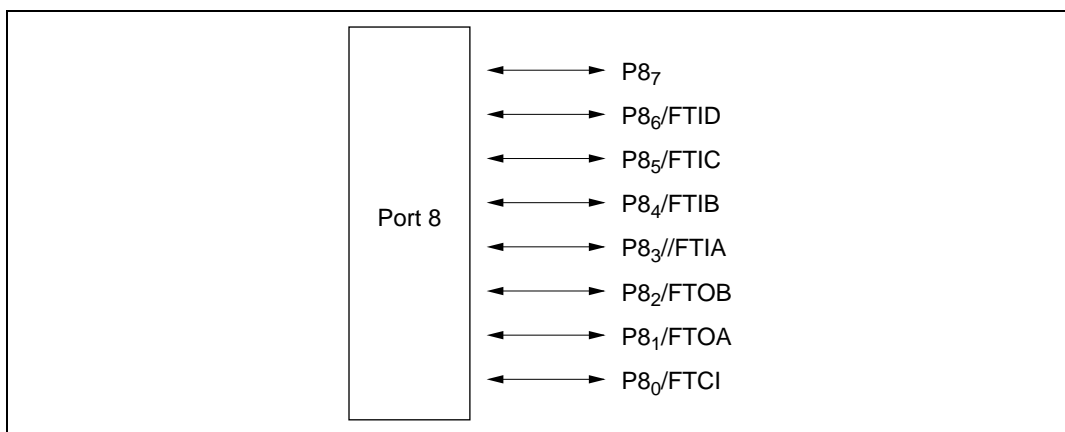 Port 8
P8₇
P8₆/FTID
P8₅/FTIC
P8₄/FTIB
P8₃//FTIA
P8₂/FTOB
P8₁/FTOA
P8₀/FTCI